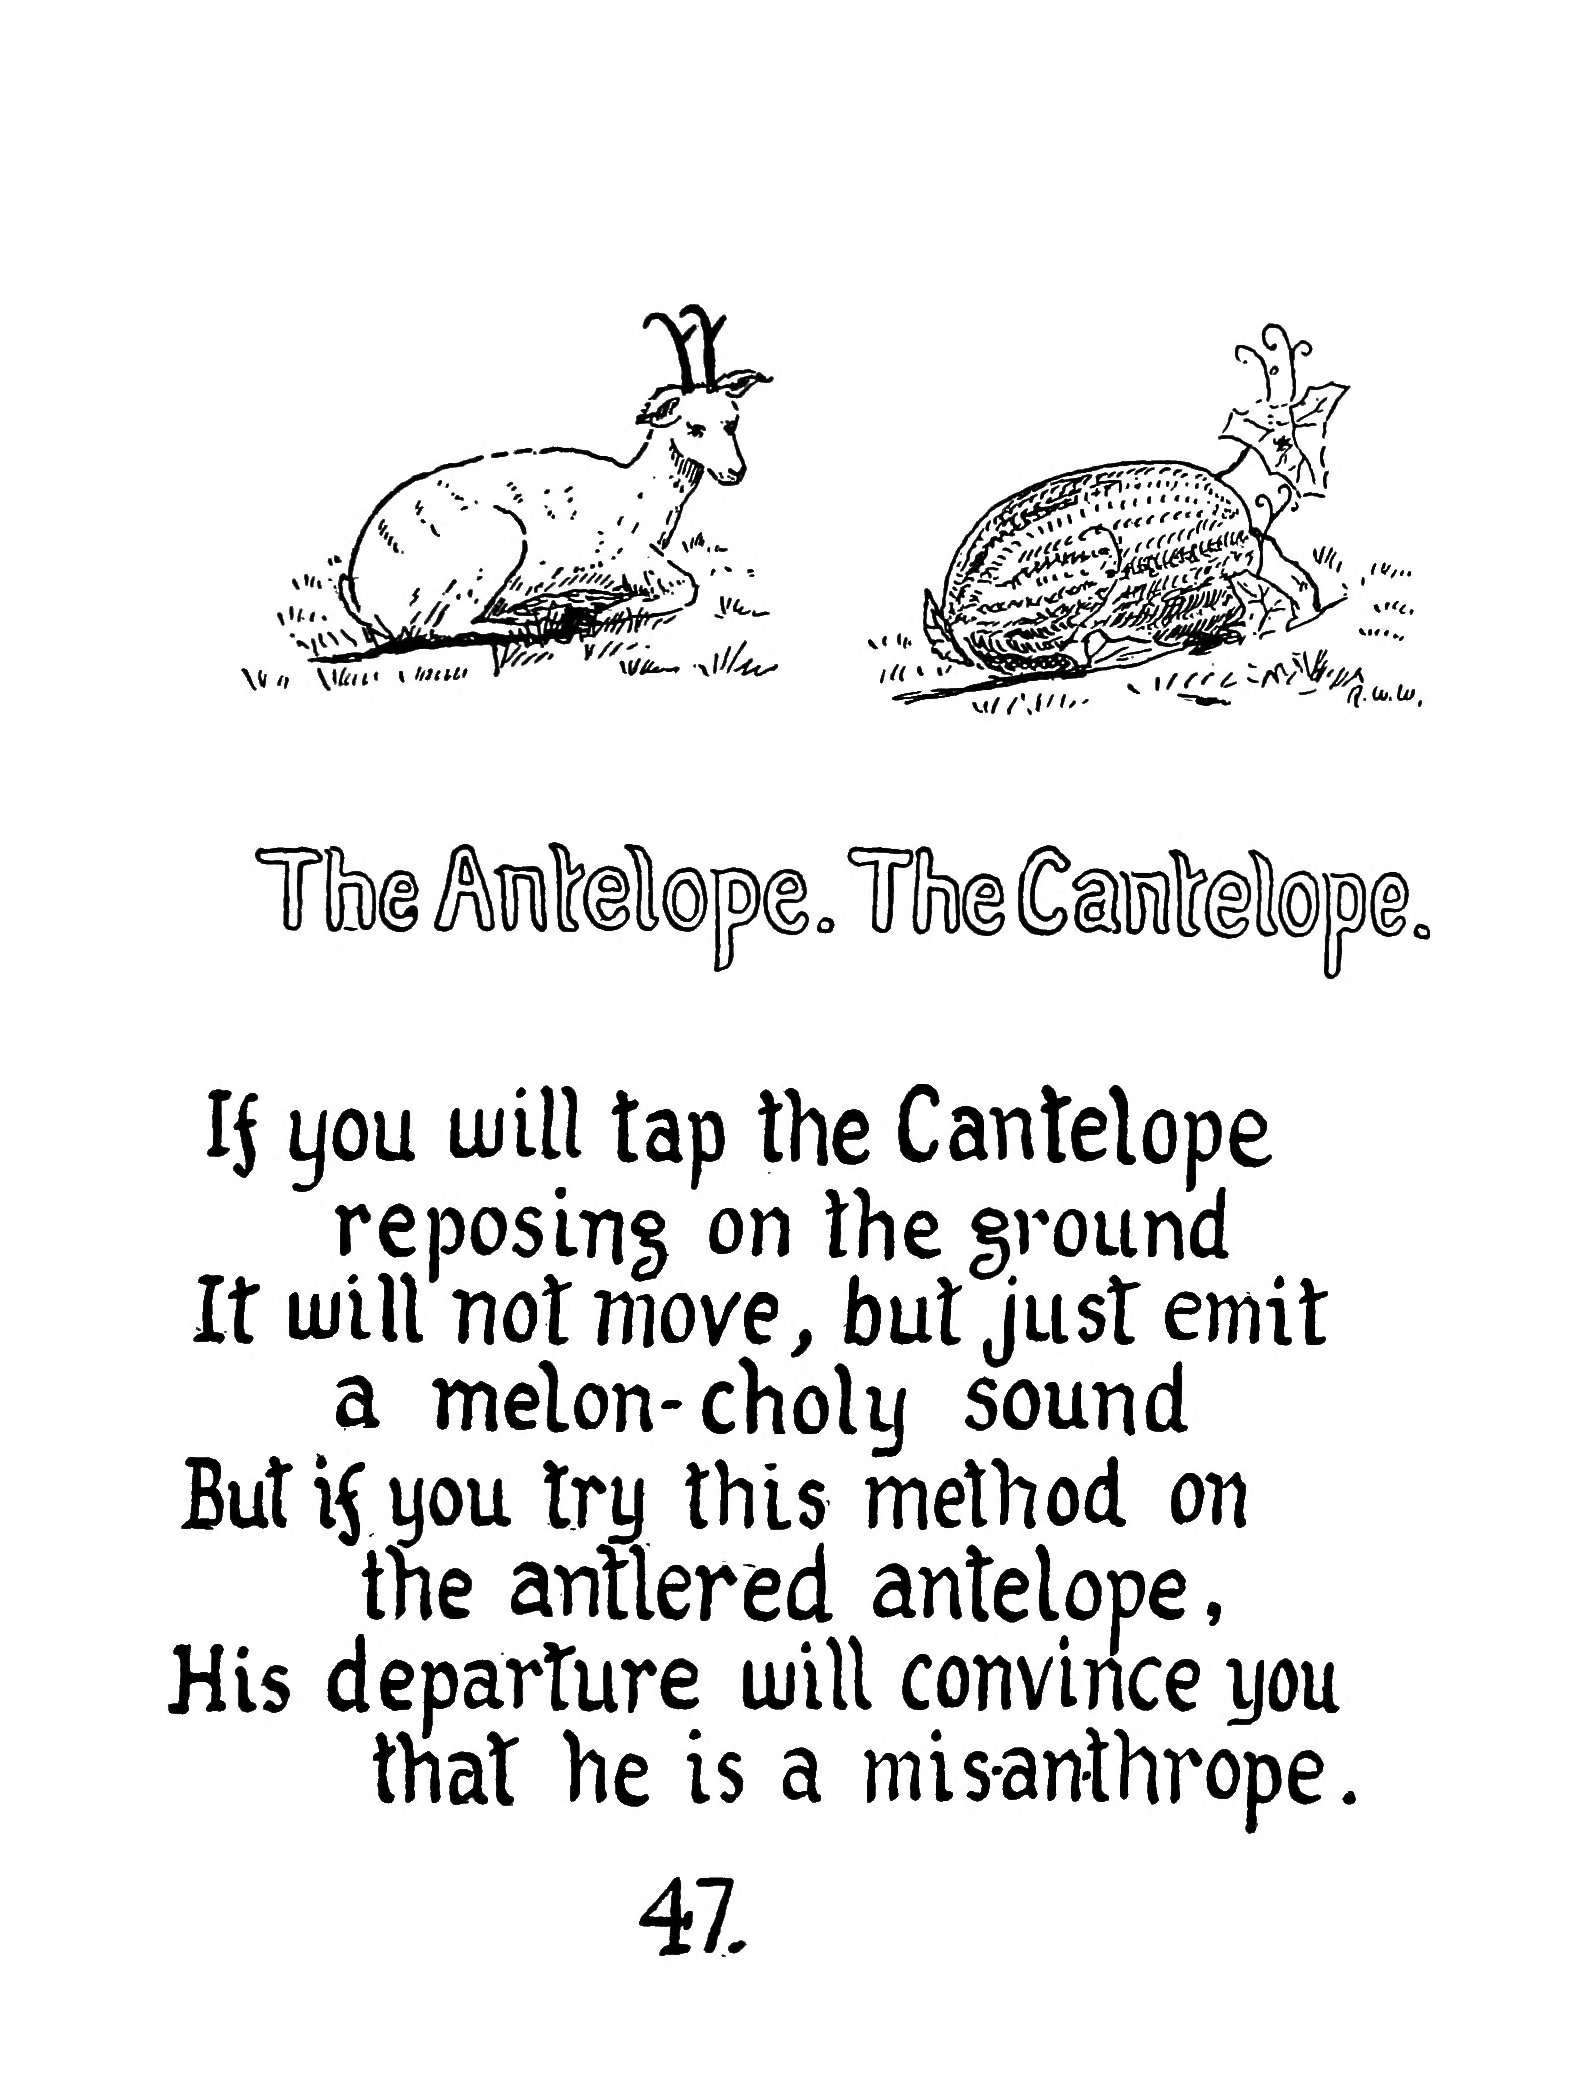 R.W.W.
The Antelope. The Cantelope.
If you will tap the Cantelope
reposing on the ground
It will not move, but just emit
a melon-choly sound
But if you try this method on
the antlered antelope,
His departure will convince you
that he is a mis-an-thrope.
47.